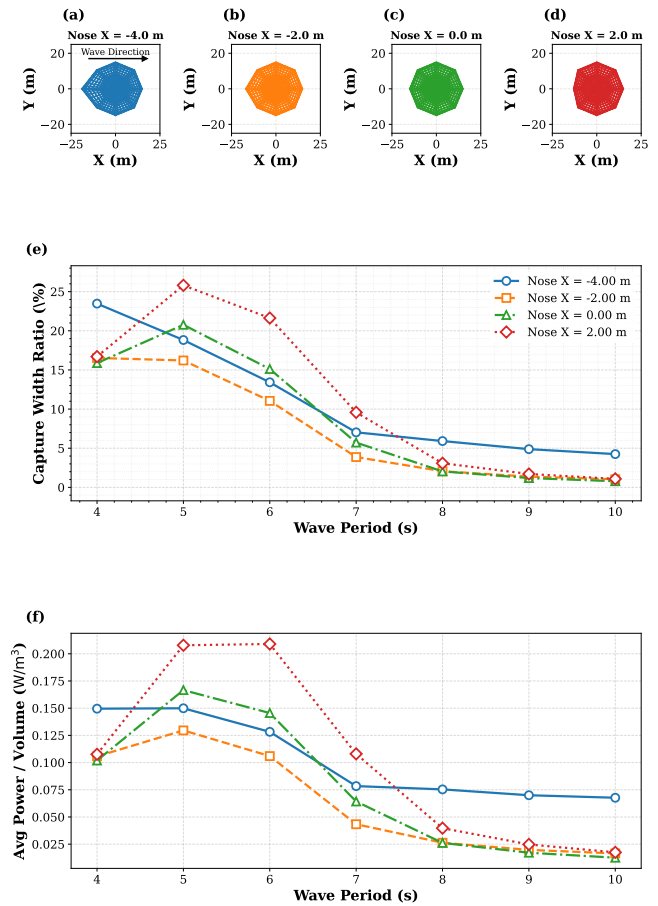 (a)
(b)
(c)
(d)
Nose X = -4.0 m
Nose X = -2.0 m
Nose X = 0.0 m
Nose X = 2.0 m
Wave Direction
Y (m)
20
0
−20
−25
0
25
X (m)
Y (m)
20
0
−20
−25
0
25
X (m)
Y (m)
20
0
−20
−25
0
25
X (m)
Y (m)
20
0
−20
−25
0
25
X (m)
(e)
Capture Width Ratio (\%)
25
20
15
10
5
0
Nose X = -4.00 m
Nose X = -2.00 m
Nose X = 0.00 m
Nose X = 2.00 m
4 5 6 7 8 9 10
Wave Period (s)
(f)
Avg Power / Volume (W/m³)
0.200
0.175
0.150
0.125
0.100
0.075
0.050
0.025
4 5 6 7 8 9 10
Wave Period (s)